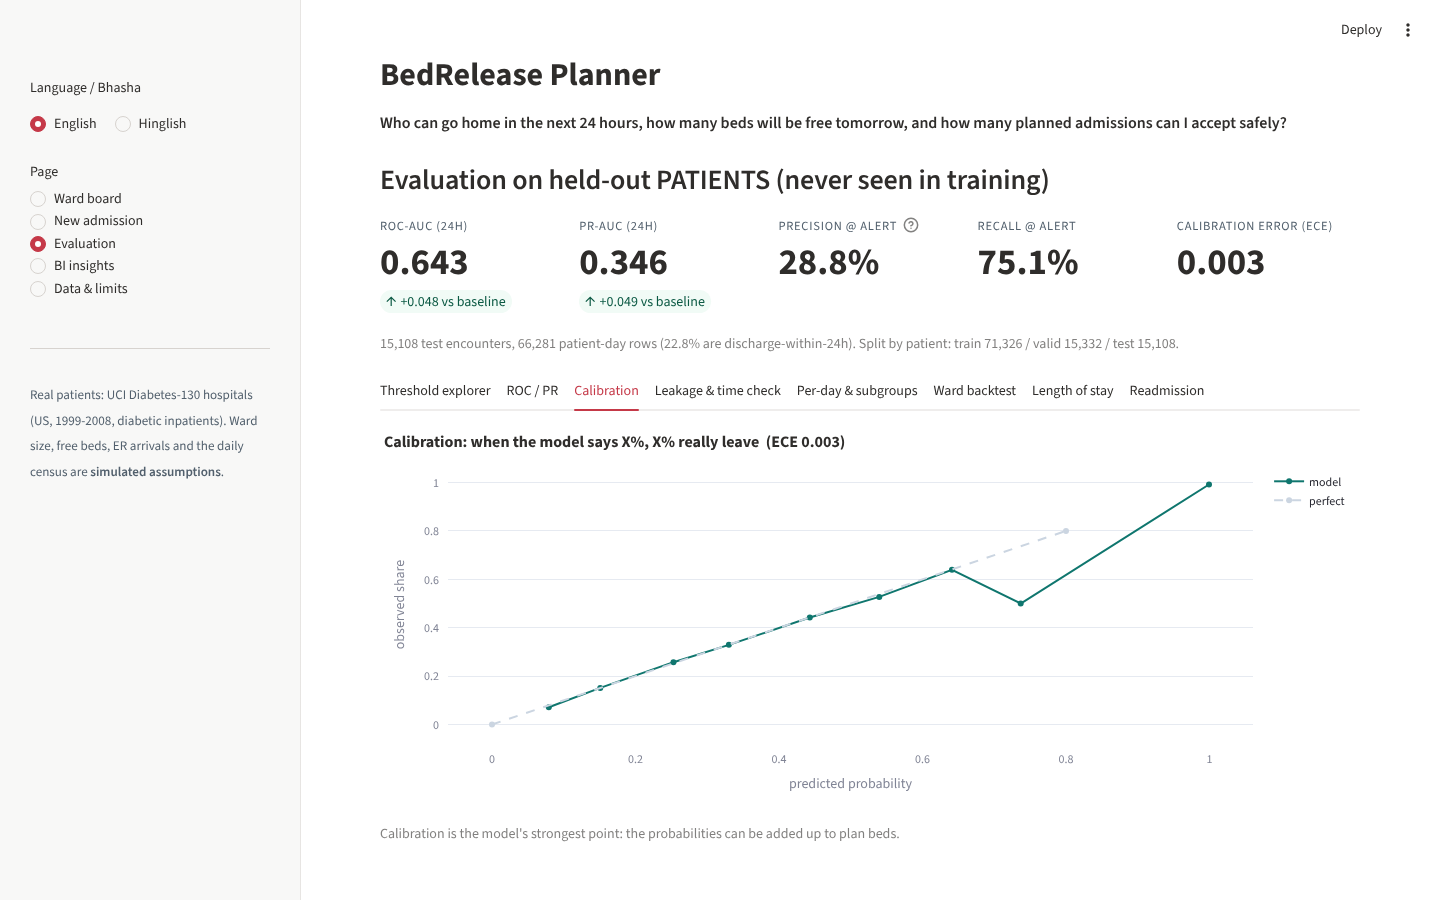 Deploy
Language / Bhasha
English
Hinglish
Page
Ward board
New admission
Evaluation
BI insights
Data & limits
Real patients: UCI Diabetes-130 hospitals
(US, 1999-2008, diabetic inpatients). Ward
size, free beds, ER arrivals and the daily
census are simulated assumptions.
BedRelease Planner
Who can go home in the next 24 hours, how many beds will be free tomorrow, and how many planned admissions can I accept safely?
Evaluation on held-out PATIENTS (never seen in training)
ROC-AUC (24H)
0.643
↑ +0.048 vs baseline
PR-AUC (24H)
0.346
↑ +0.049 vs baseline
PRECISION @ ALERT ?
28.8%
RECALL @ ALERT
75.1%
CALIBRATION ERROR (ECE)
0.003
15,108 test encounters, 66,281 patient-day rows (22.8% are discharge-within-24h). Split by patient: train 71,326 / valid 15,332 / test 15,108.
Threshold explorer ROC / PR Calibration Leakage & time check Per-day & subgroups Ward backtest Length of stay Readmission
Calibration: when the model says X%, X% really leave (ECE 0.003)
observed share
1
0.8
0.6
0.4
0.2
0
0 0.2 0.4 0.6 0.8 1
predicted probability
model
perfect
Calibration is the model's strongest point: the probabilities can be added up to plan beds.